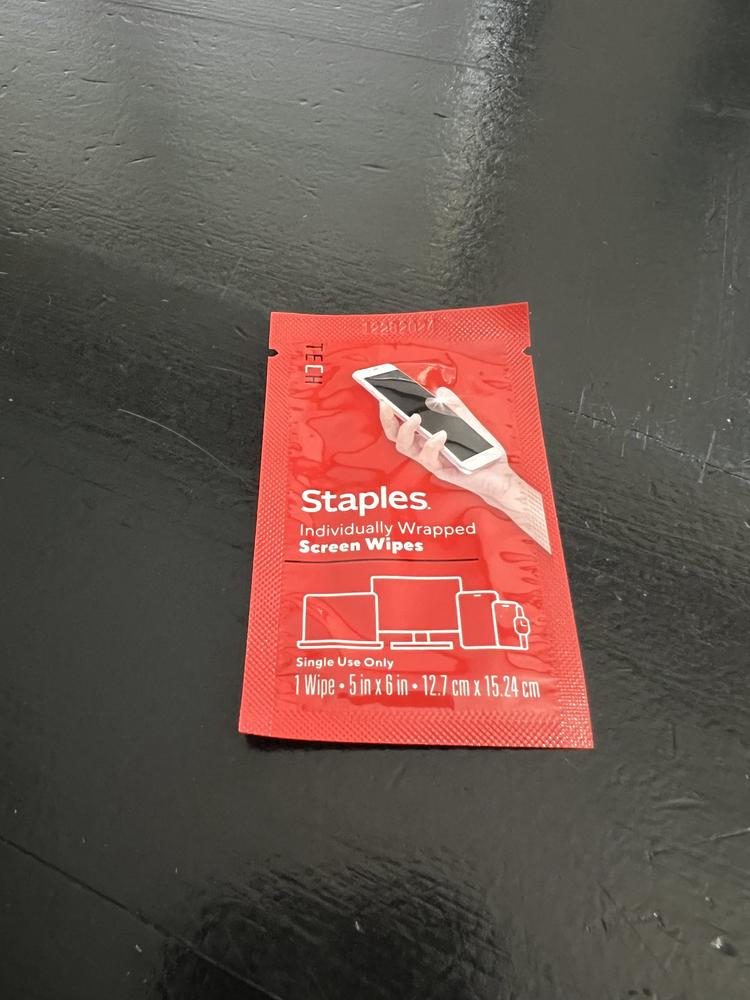 TECH
Staples.
Individually Wrapped
Screen Wipes
Single Use Only
1 Wipe • 5 in x 6 in • 12.7 cm x 15.24 cm